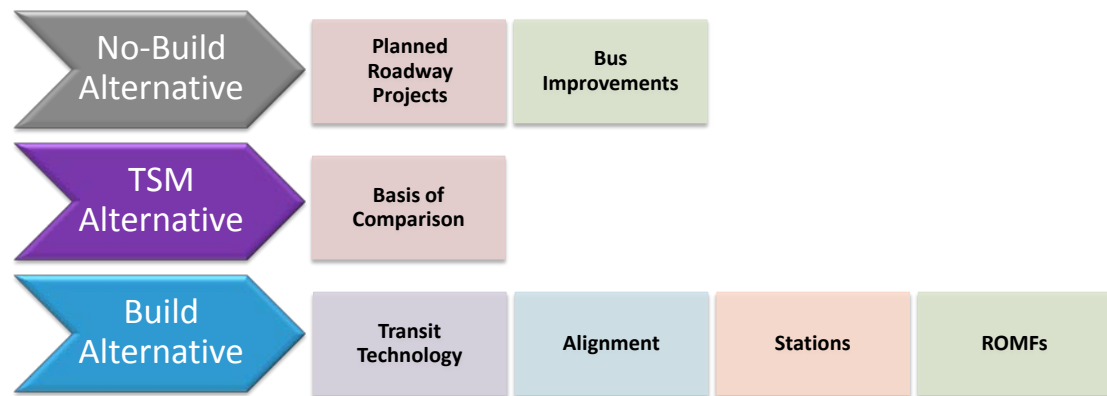 No-Build
Alternative
Planned
Roadway
Projects
Bus
Improvements
TSM
Alternative
Basis of
Comparison
Build
Alternative
Transit
Technology
Alignment
Stations
ROMFs